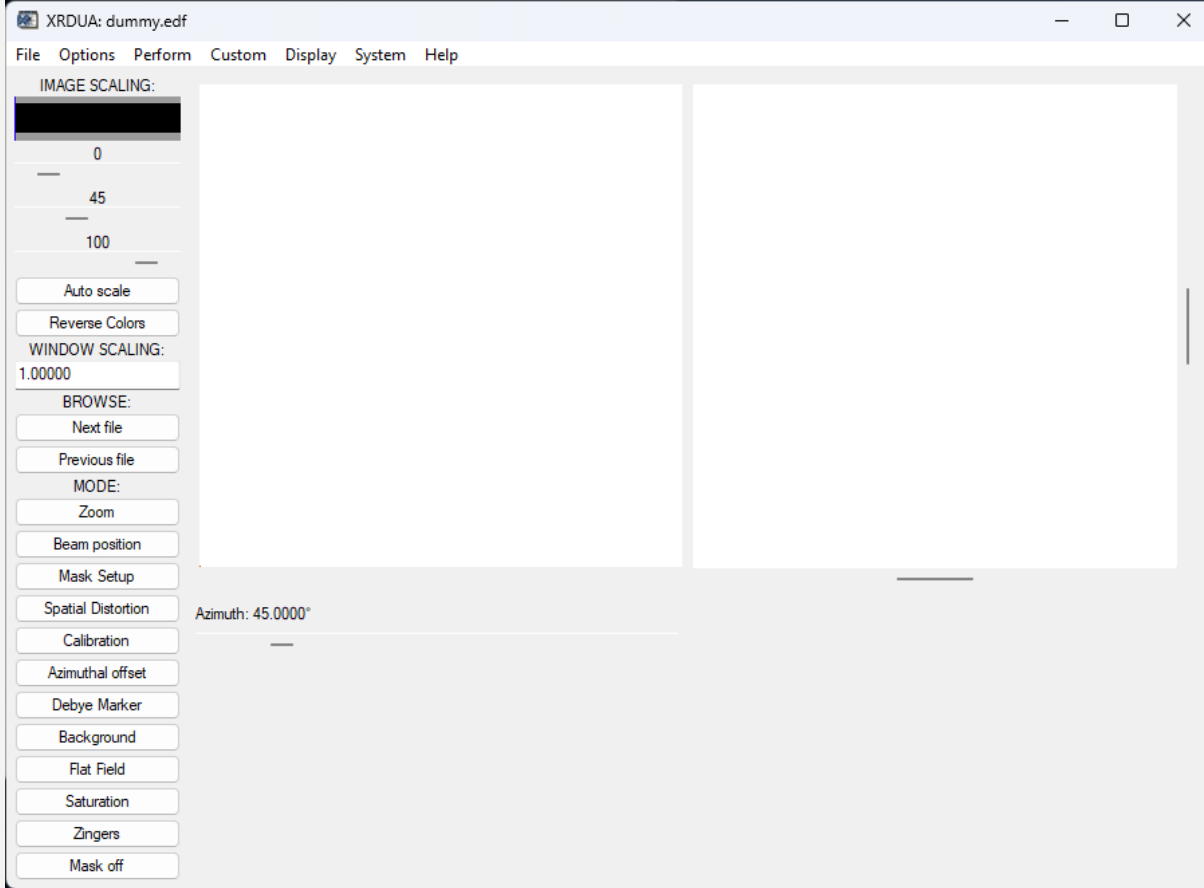 XRDUA: dummy.edf
File Options Perform Custom Display System Help
IMAGE SCALING:
0
45
100
Auto scale
Reverse Colors
WINDOW SCALING:
1.00000
BROWSE:
Next file
Previous file
MODE:
Zoom
Beam position
Mask Setup
Spatial Distortion
Azimuth: 45.0000°
Calibration
Azimuthal offset
Debye Marker
Background
Flat Field
Saturation
Zingers
Mask off